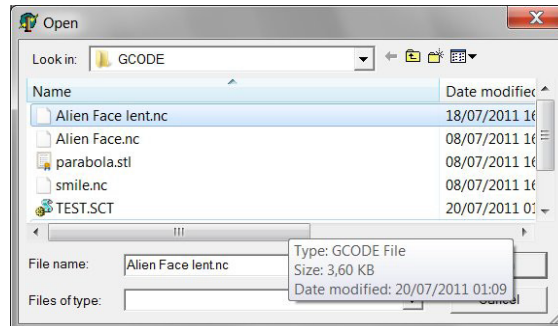 Open
Look in: GCODE
Name Date modified
Alien Face lent.nc 18/07/2011 16
Alien Face.nc 08/07/2011 16
parabola.stl 08/07/2011 16
smile.nc 08/07/2011 16
TEST.SCT 20/07/2011 01
File name: Alien Face lent.nc
Type: GCODE File
Size: 3,60 KB
Date modified: 20/07/2011 01:09
Files of type:
Cancel